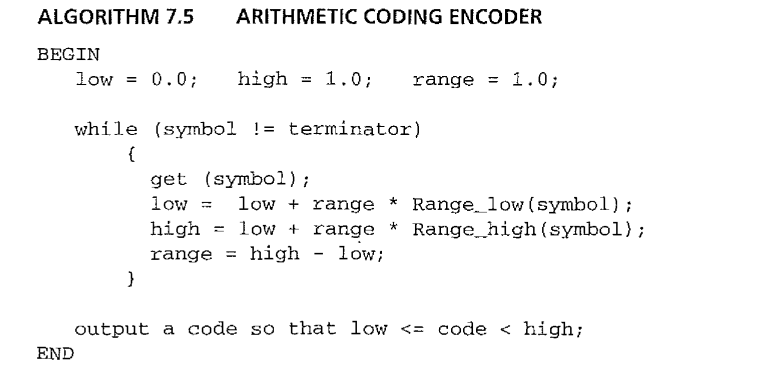 ALGORITHM 7.5 ARITHMETIC CODING ENCODER
BEGIN
low = 0.0; high = 1.0; range = 1.0;
while (symbol != terminator)
{
get (symbol);
low = low + range * Range_low(symbol);
high = low + range * Range_high(symbol);
range = high - low;
}
output a code so that low <= code < high;
END